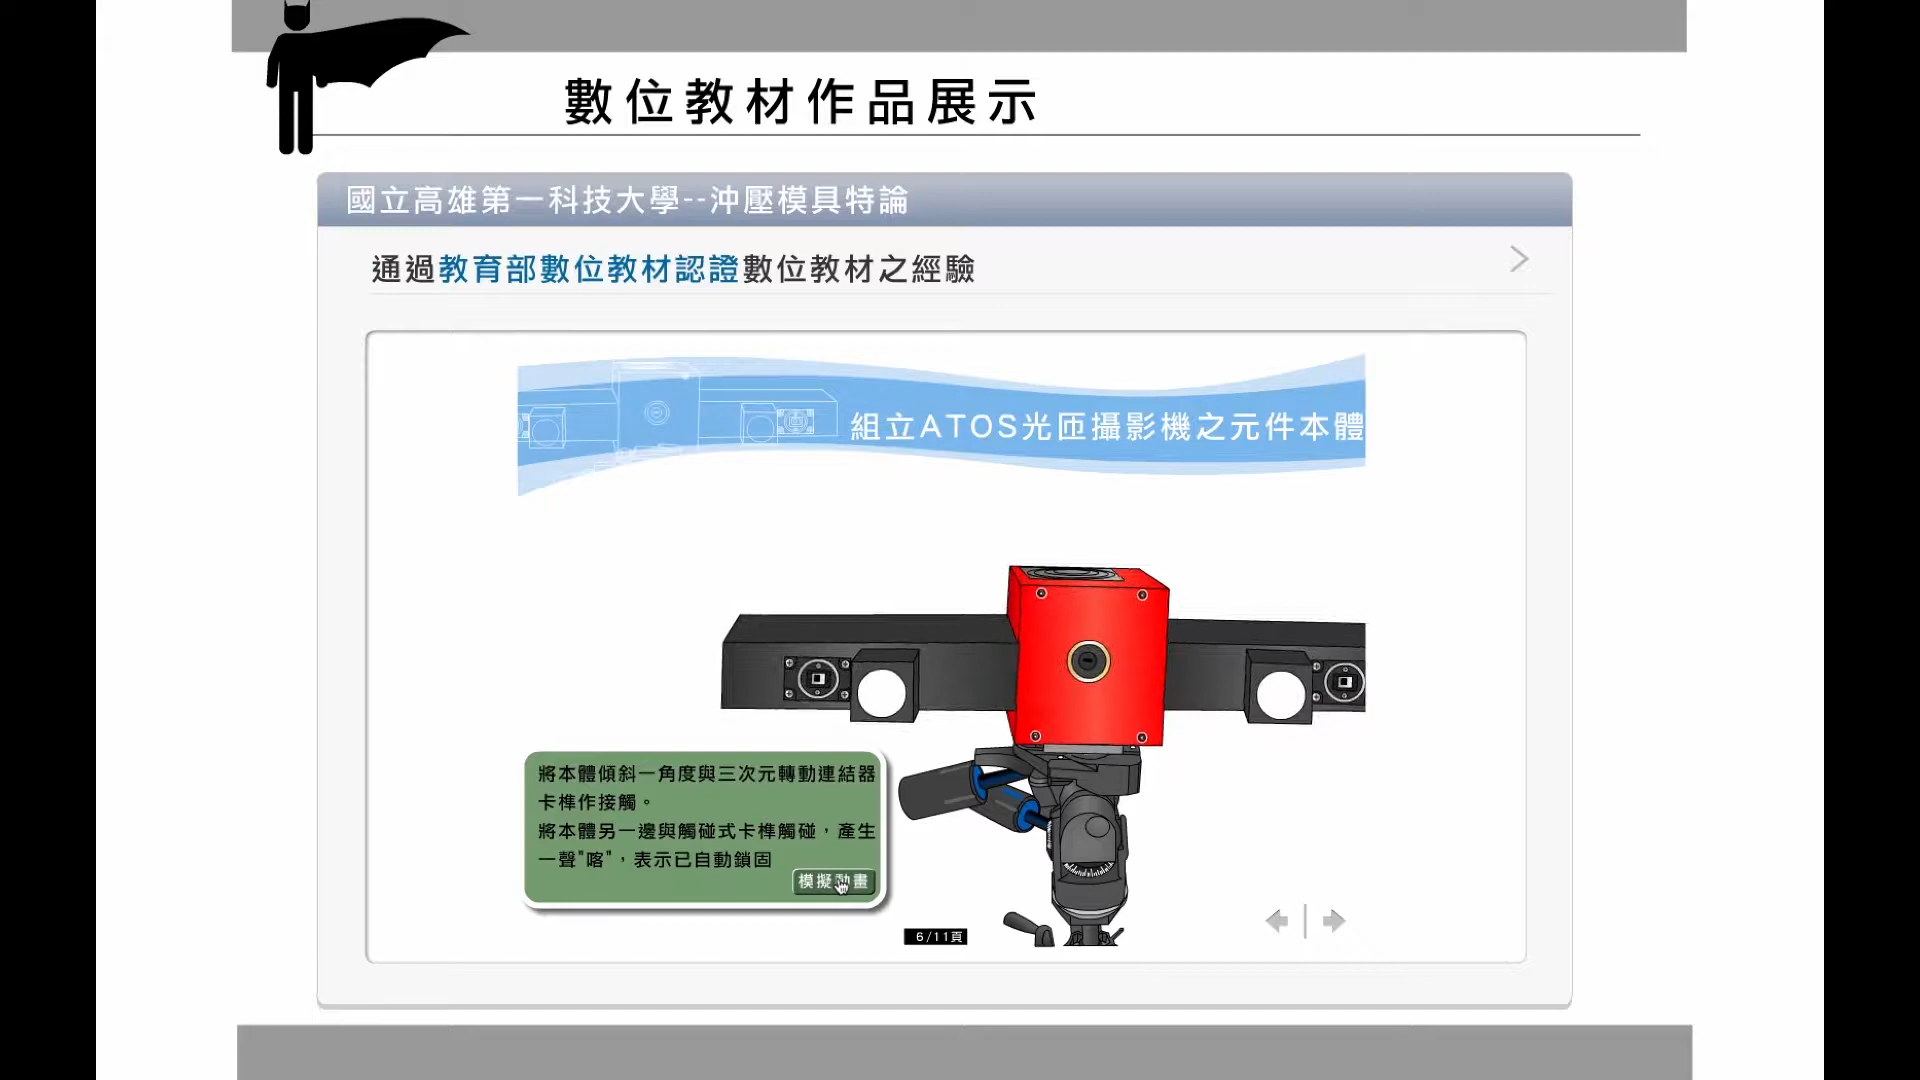 數位教材作品展示
國立高雄第一科技大學--沖壓模具特論
通過教育部數位教材認證數位教材之經驗
組立ATOS光匝攝影機之元件本體
將本體傾斜一角度與三次元轉動連結器
卡榫作接觸。
將本體另一邊與觸碰式卡榫觸碰，產生
一聲"喀"，表示已自動鎖固
模擬動畫
6/11頁